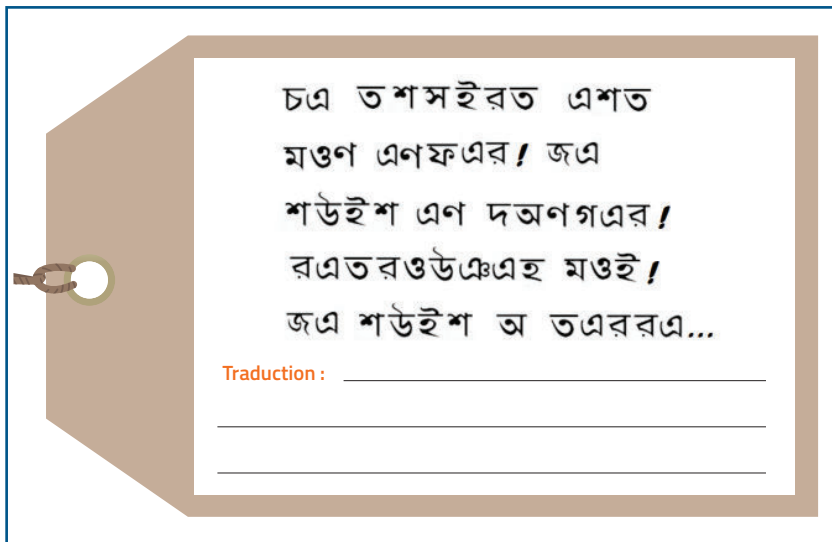 চএ তশসইরত এশত
মওণ এণফএর! জএ
শউইশ এণ দঅণগএর!
রএতরওউঞএহ মওই!
জএ শউইশ অ তএররএ...
Traduction :